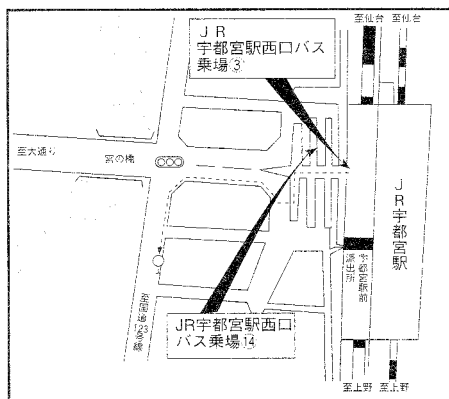 至仙台 至仙台
JR
宇都宮駅西口バス
乗場③
至大通り
宮の橋
JR宇都宮駅
宇都宮駅前
派出所
至国道123号線
JR宇都宮駅西口
バス乗場⑭
至上野 至上野